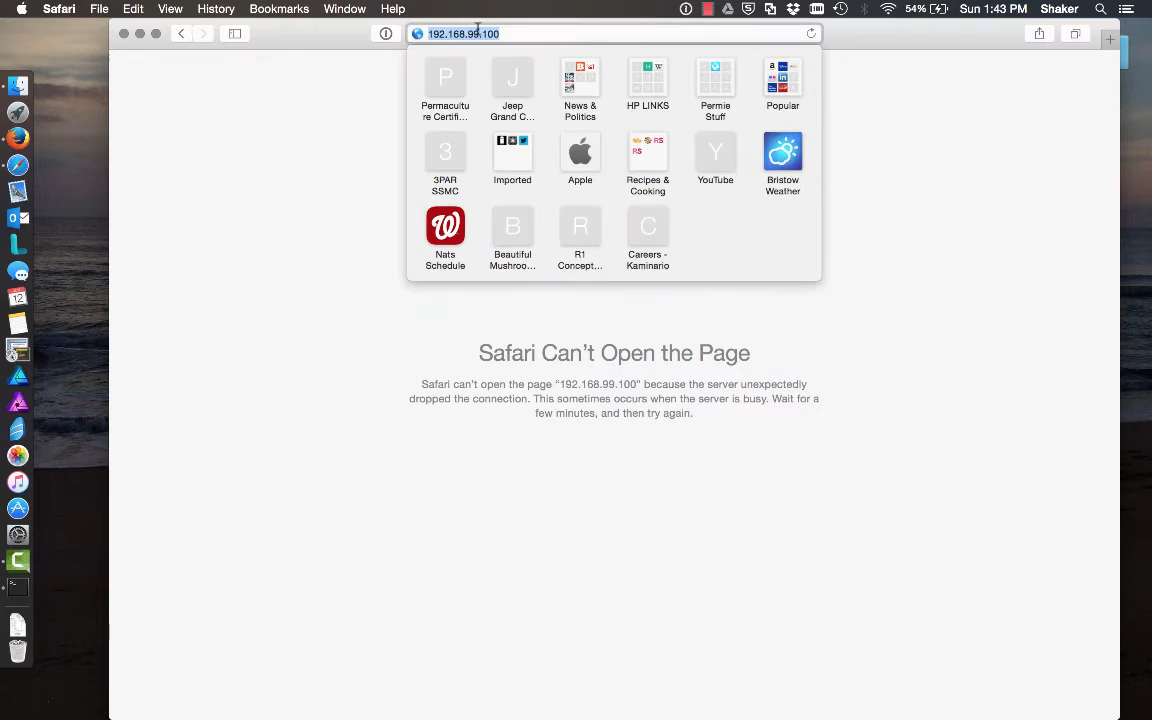 Safari File Edit View History Bookmarks Window Help 54% Sun 1:43 PM Shaker
192.168.99.100
P J
Permacultu
re Certifi...
Jeep
Grand C...
News &
Politics
HP LINKS
Permie
Stuff
Popular
3 Y
3PAR
SSMC
Imported
Apple
Recipes &
Cooking
YouTube
Bristow
Weather
W B R C
Nats
Schedule
Beautiful
Mushroo...
R1
Concept...
Careers -
Kaminario
Safari Can't Open the Page
Safari can't open the page “192.168.99.100” because the server unexpectedly
dropped the connection. This sometimes occurs when the server is busy. Wait for a
few minutes, and then try again.